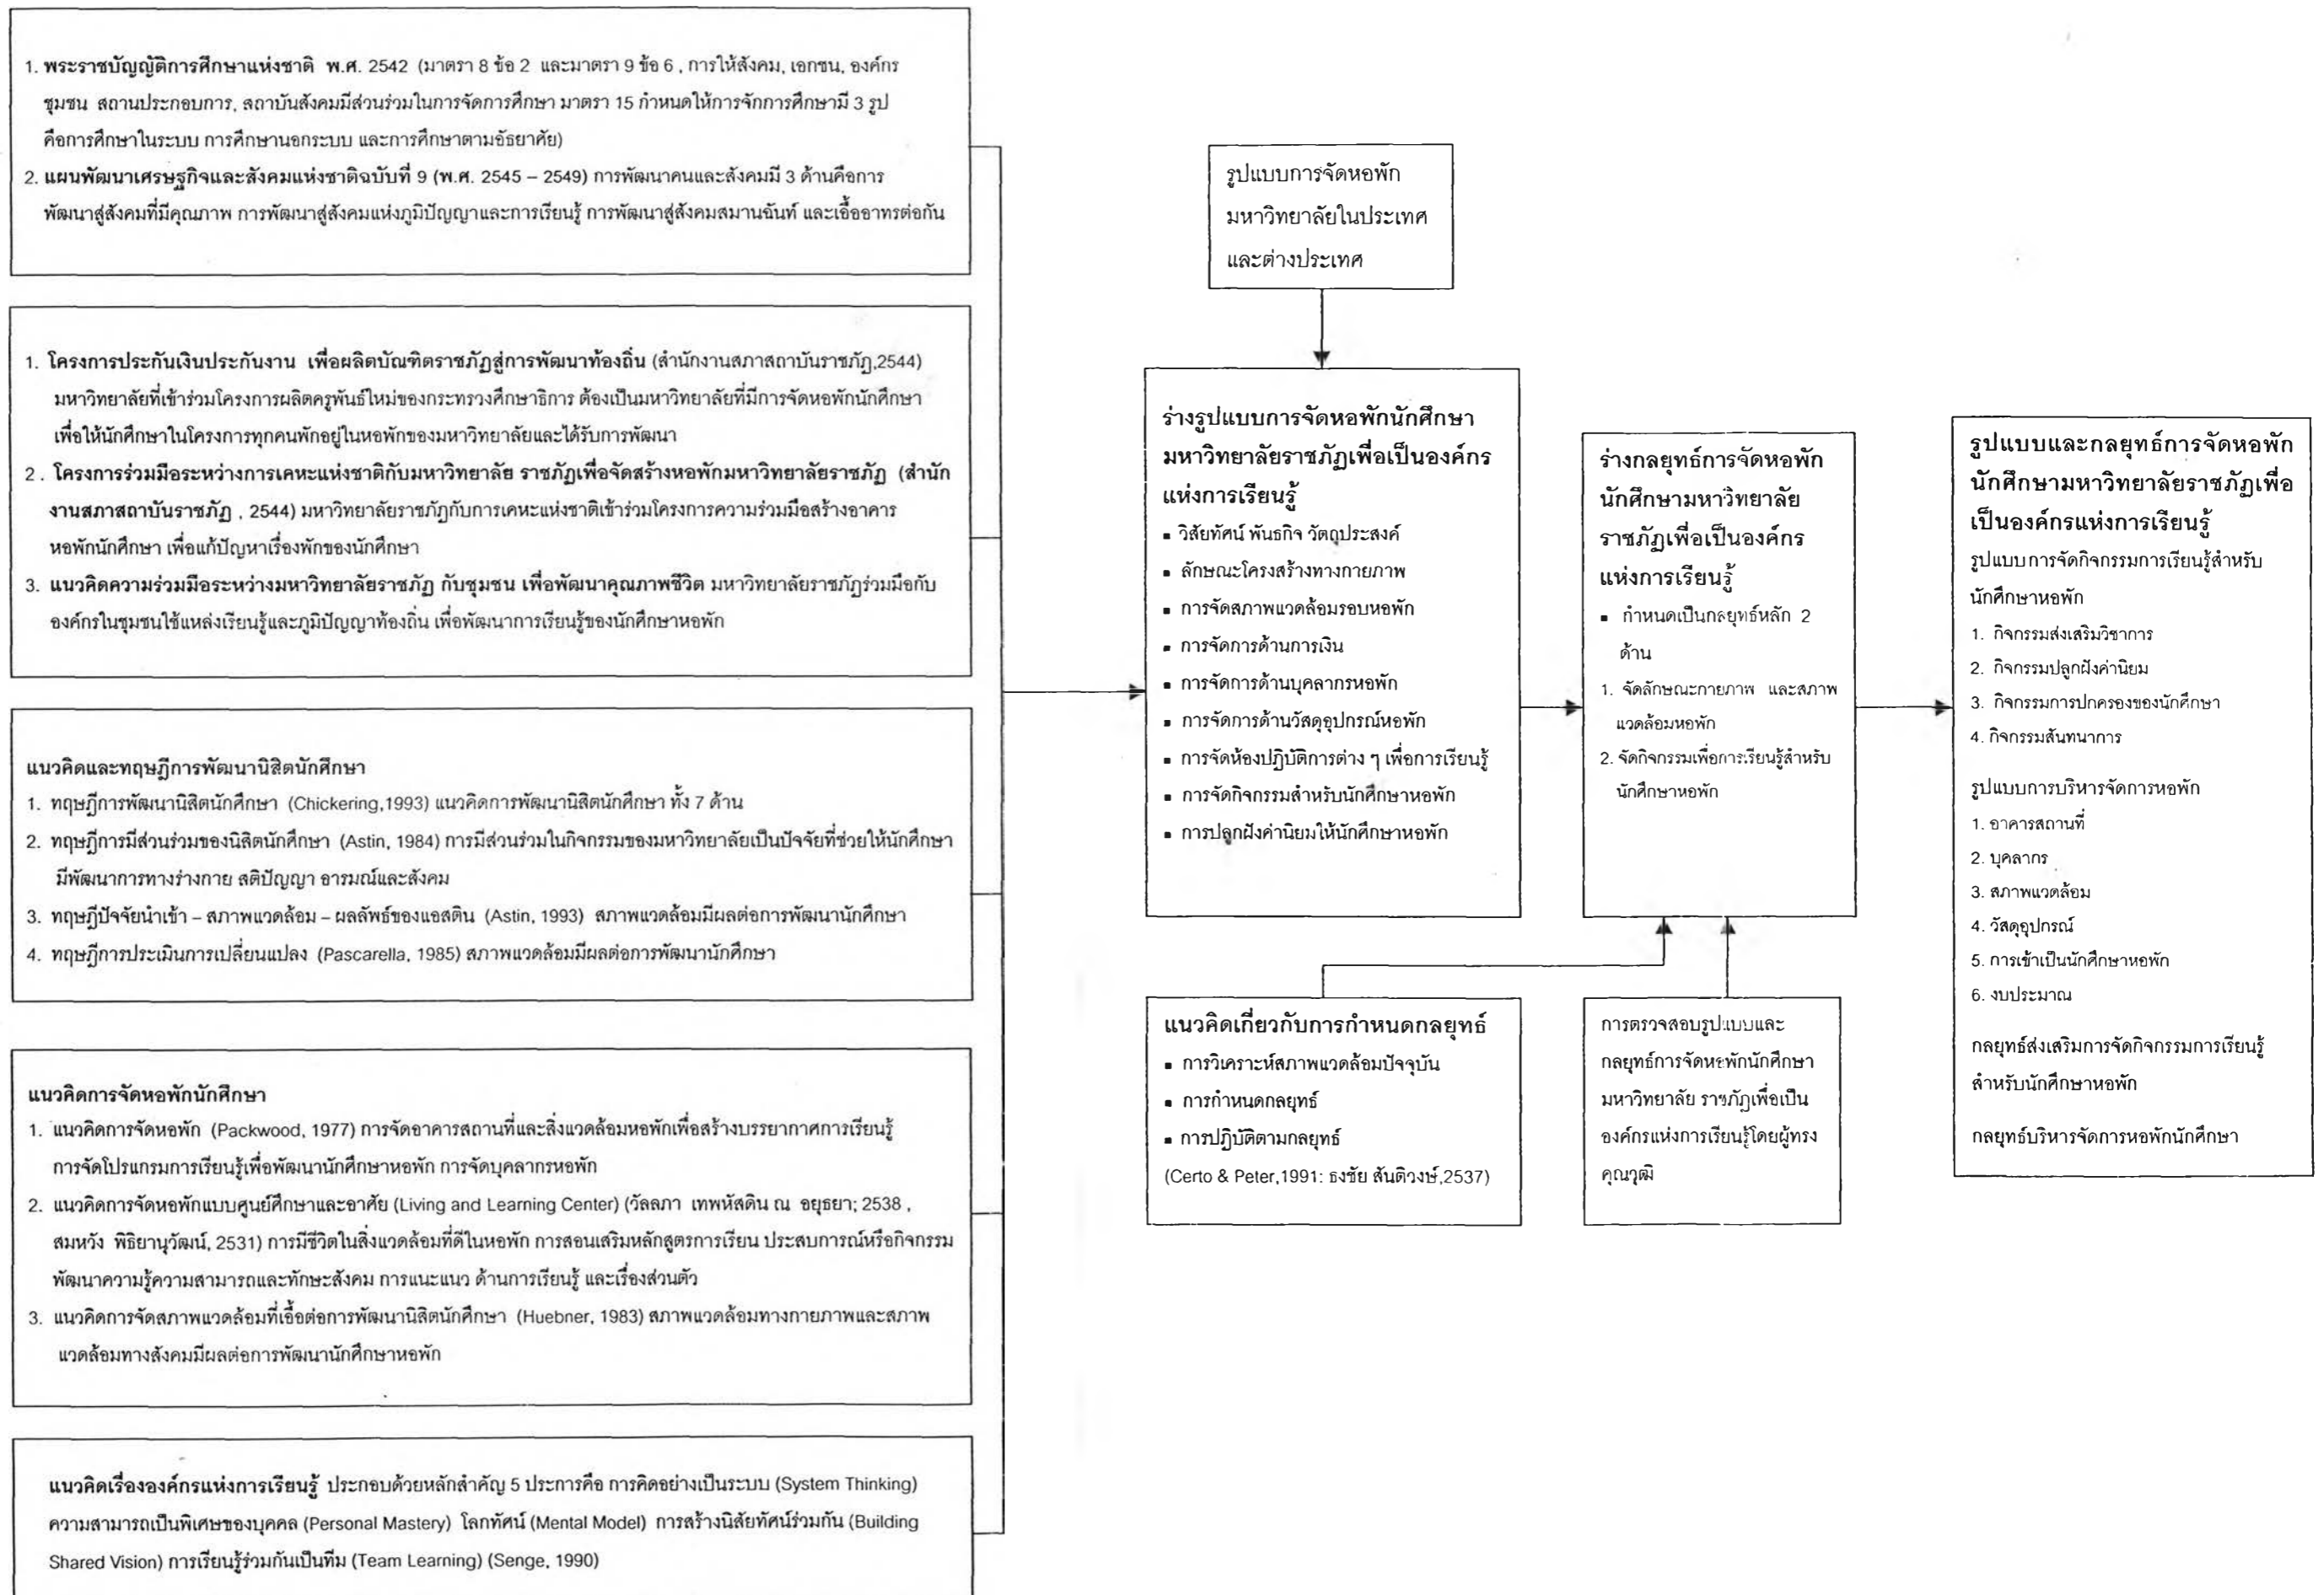 1. พระราชบัญญัติการศึกษาแห่งชาติ พ.ศ. 2542 (มาตรา 8 ข้อ 2 และมาตรา 9 ข้อ 6 , การให้สังคม, เอกชน, องค์กร
ชุมชน สถานประกอบการ, สถาบันสังคมมีส่วนร่วมในการจัดการศึกษา มาตรา 15 กำหนดให้การจักการศึกษามี 3 รูป
คือการศึกษาในระบบ การศึกษานอกระบบ และการศึกษาตามอัธยาศัย)
2. แผนพัฒนาเศรษฐกิจและสังคมแห่งชาติฉบับที่ 9 (พ.ศ. 2545 – 2549) การพัฒนาคนและสังคมมี 3 ด้านคือการ
พัฒนาสู่สังคมที่มีคุณภาพ การพัฒนาสู่สังคมแห่งภูมิปัญญาและการเรียนรู้ การพัฒนาสู่สังคมสมานฉันท์ และเอื้ออาทรต่อกัน
1. โครงการประกันเงินประกันงาน เพื่อผลิตบัณฑิตราชภัฏสู่การพัฒนาท้องถิ่น (สำนักงานสภาสถาบันราชภัฏ,2544)
มหาวิทยาลัยที่เข้าร่วมโครงการผลิตครูพันธ์ใหม่ของกระทรวงศึกษาธิการ ต้องเป็นมหาวิทยาลัยที่มีการจัดหอพักนักศึกษา
เพื่อให้นักศึกษาในโครงการทุกคนพักอยู่ในหอพักของมหาวิทยาลัยและได้รับการพัฒนา
2 . โครงการร่วมมือระหว่างการเคหะแห่งชาติกับมหาวิทยาลัย ราชภัฏเพื่อจัดสร้างหอพักมหาวิทยาลัยราชภัฏ (สำนัก
งานสภาสถาบันราชภัฏ , 2544) มหาวิทยาลัยราชภัฏกับการเคหะแห่งชาติเข้าร่วมโครงการความร่วมมือสร้างอาคาร
หอพักนักศึกษา เพื่อแก้ปัญหาเรื่องพักของนักศึกษา
3. แนวคิดความร่วมมือระหว่างมหาวิทยาลัยราชภัฏ กับชุมชน เพื่อพัฒนาคุณภาพชีวิต มหาวิทยาลัยราชภัฏร่วมมือกับ
องค์กรในชุมชนใช้แหล่งเรียนรู้และภูมิปัญญาท้องถิ่น เพื่อพัฒนาการเรียนรู้ของนักศึกษาหอพัก
แนวคิดและทฤษฎีการพัฒนานิสิตนักศึกษา
1. ทฤษฎีการพัฒนานิสิตนักศึกษา (Chickering,1993) แนวคิดการพัฒนานิสิตนักศึกษา ทั้ง 7 ด้าน
2. ทฤษฎีการมีส่วนร่วมของนิสิตนักศึกษา (Astin, 1984) การมีส่วนร่วมในกิจกรรมของมหาวิทยาลัยเป็นปัจจัยที่ช่วยให้นักศึกษา
มีพัฒนาการทางร่างกาย สติปัญญา อารมณ์และสังคม
3. ทฤษฎีปัจจัยนำเข้า – สภาพแวดล้อม – ผลลัพธ์ของแอสติน (Astin, 1993) สภาพแวดล้อมมีผลต่อการพัฒนานักศึกษา
4. ทฤษฎีการประเมินการเปลี่ยนแปลง (Pascarella, 1985) สภาพแวดล้อมมีผลต่อการพัฒนานักศึกษา
แนวคิดการจัดหอพักนักศึกษา
1. แนวคิดการจัดหอพัก (Packwood, 1977) การจัดอาคารสถานที่และสิ่งแวดล้อมหอพักเพื่อสร้างบรรยากาศการเรียนรู้
การจัดโปรแกรมการเรียนรู้เพื่อพัฒนานักศึกษาหอพัก การจัดบุคลากรหอพัก
2. แนวคิดการจัดหอพักแบบศูนย์ศึกษาและอาศัย (Living and Learning Center) (วัลลภา เทพหัสดิน ณ อยุธยา; 2538 ,
สมหวัง พิธิยานุวัฒน์, 2531) การมีชีวิตในสิ่งแวดล้อมที่ดีในหอพัก การสอนเสริมหลักสูตรการเรียน ประสบการณ์หรือกิจกรรม
พัฒนาความรู้ความสามารถและทักษะสังคม การแนะแนว ด้านการเรียนรู้ และเรื่องส่วนตัว
3. แนวคิดการจัดสภาพแวดล้อมที่เอื้อต่อการพัฒนานิสิตนักศึกษา (Huebner, 1983) สภาพแวดล้อมทางกายภาพและสภาพ
แวดล้อมทางสังคมมีผลต่อการพัฒนานักศึกษาหอพัก
แนวคิดเรื่ององค์กรแห่งการเรียนรู้ ประกอบด้วยหลักสำคัญ 5 ประการคือ การคิดอย่างเป็นระบบ (System Thinking)
ความสามารถเป็นพิเศษของบุคคล (Personal Mastery) โลกทัศน์ (Mental Model) การสร้างนิสัยทัศน์ร่วมกัน (Building
Shared Vision) การเรียนรู้ร่วมกันเป็นทีม (Team Learning) (Senge, 1990)
รูปแบบการจัดหอพัก
มหาวิทยาลัยในประเทศ
และต่างประเทศ
ร่างรูปแบบการจัดหอพักนักศึกษา
มหาวิทยาลัยราชภัฏเพื่อเป็นองค์กร
แห่งการเรียนรู้
▪ วิสัยทัศน์ พันธกิจ วัตถุประสงค์
▪ ลักษณะโครงสร้างทางกายภาพ
▪ การจัดสภาพแวดล้อมรอบหอพัก
▪ การจัดการด้านการเงิน
▪ การจัดการด้านบุคลากรหอพัก
▪ การจัดการด้านวัสดุอุปกรณ์หอพัก
▪ การจัดห้องปฏิบัติการต่าง ๆ เพื่อการเรียนรู้
▪ การจัดกิจกรรมสำหรับนักศึกษาหอพัก
▪ การปลูกฝังค่านิยมให้นักศึกษาหอพัก
แนวคิดเกี่ยวกับการกำหนดกลยุทธ์
▪ การวิเคราะห์สภาพแวดล้อมปัจจุบัน
▪ การกำหนดกลยุทธ์
▪ การปฏิบัติตามกลยุทธ์
(Certo & Peter,1991: ธงชัย สันติวงษ์,2537)
ร่างกลยุทธ์การจัดหอพัก
นักศึกษามหาวิทยาลัย
ราชภัฏเพื่อเป็นองค์กร
แห่งการเรียนรู้
▪ กำหนดเป็นกลยุทธ์หลัก 2
ด้าน
1. จัดลักษณะกายภาพ และสภาพ
แวดล้อมหอพัก
2. จัดกิจกรรมเพื่อการเรียนรู้สำหรับ
นักศึกษาหอพัก
การตรวจสอบรูปแบบและ
กลยุทธ์การจัดหอพักนักศึกษา
มหาวิทยาลัย ราชภัฏเพื่อเป็น
องค์กรแห่งการเรียนรู้โดยผู้ทรง
คุณวุฒิ
รูปแบบและกลยุทธ์การจัดหอพัก
นักศึกษามหาวิทยาลัยราชภัฏเพื่อ
เป็นองค์กรแห่งการเรียนรู้
รูปแบบการจัดกิจกรรมการเรียนรู้สำหรับ
นักศึกษาหอพัก
1. กิจกรรมส่งเสริมวิชาการ
2. กิจกรรมปลูกฝังค่านิยม
3. กิจกรรมการปกครองของนักศึกษา
4. กิจกรรมสันทนาการ
รูปแบบการบริหารจัดการหอพัก
1. อาคารสถานที่
2. บุคลากร
3. สภาพแวดล้อม
4. วัสดุอุปกรณ์
5. การเข้าเป็นนักศึกษาหอพัก
6. งบประมาณ
กลยุทธ์ส่งเสริมการจัดกิจกรรมการเรียนรู้
สำหรับนักศึกษาหอพัก
กลยุทธ์บริหารจัดการหอพักนักศึกษา